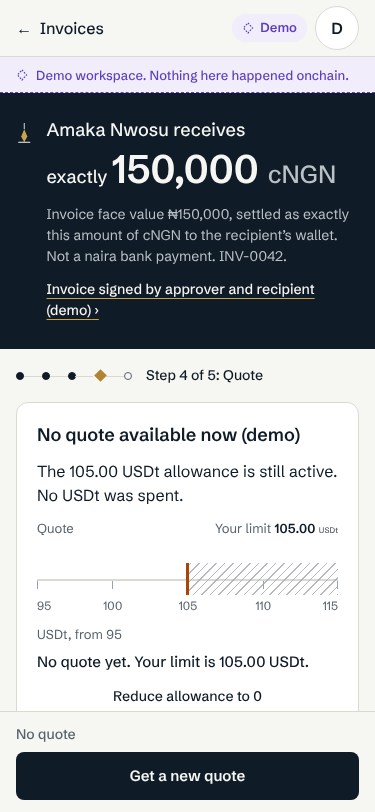 ← Invoices
Demo
D
Demo workspace. Nothing here happened onchain.
Amaka Nwosu receives
exactly 150,000 cNGN
Invoice face value ₦150,000, settled as exactly
this amount of cNGN to the recipient’s wallet.
Not a naira bank payment. INV-0042.
Invoice signed by approver and recipient
(demo) ›
Step 4 of 5: Quote
No quote available now (demo)
The 105.00 USDt allowance is still active.
No USDt was spent.
Quote
Your limit 105.00 USDt
95 100 105 110 115
USDt, from 95
No quote yet. Your limit is 105.00 USDt.
Reduce allowance to 0
No quote
Get a new quote